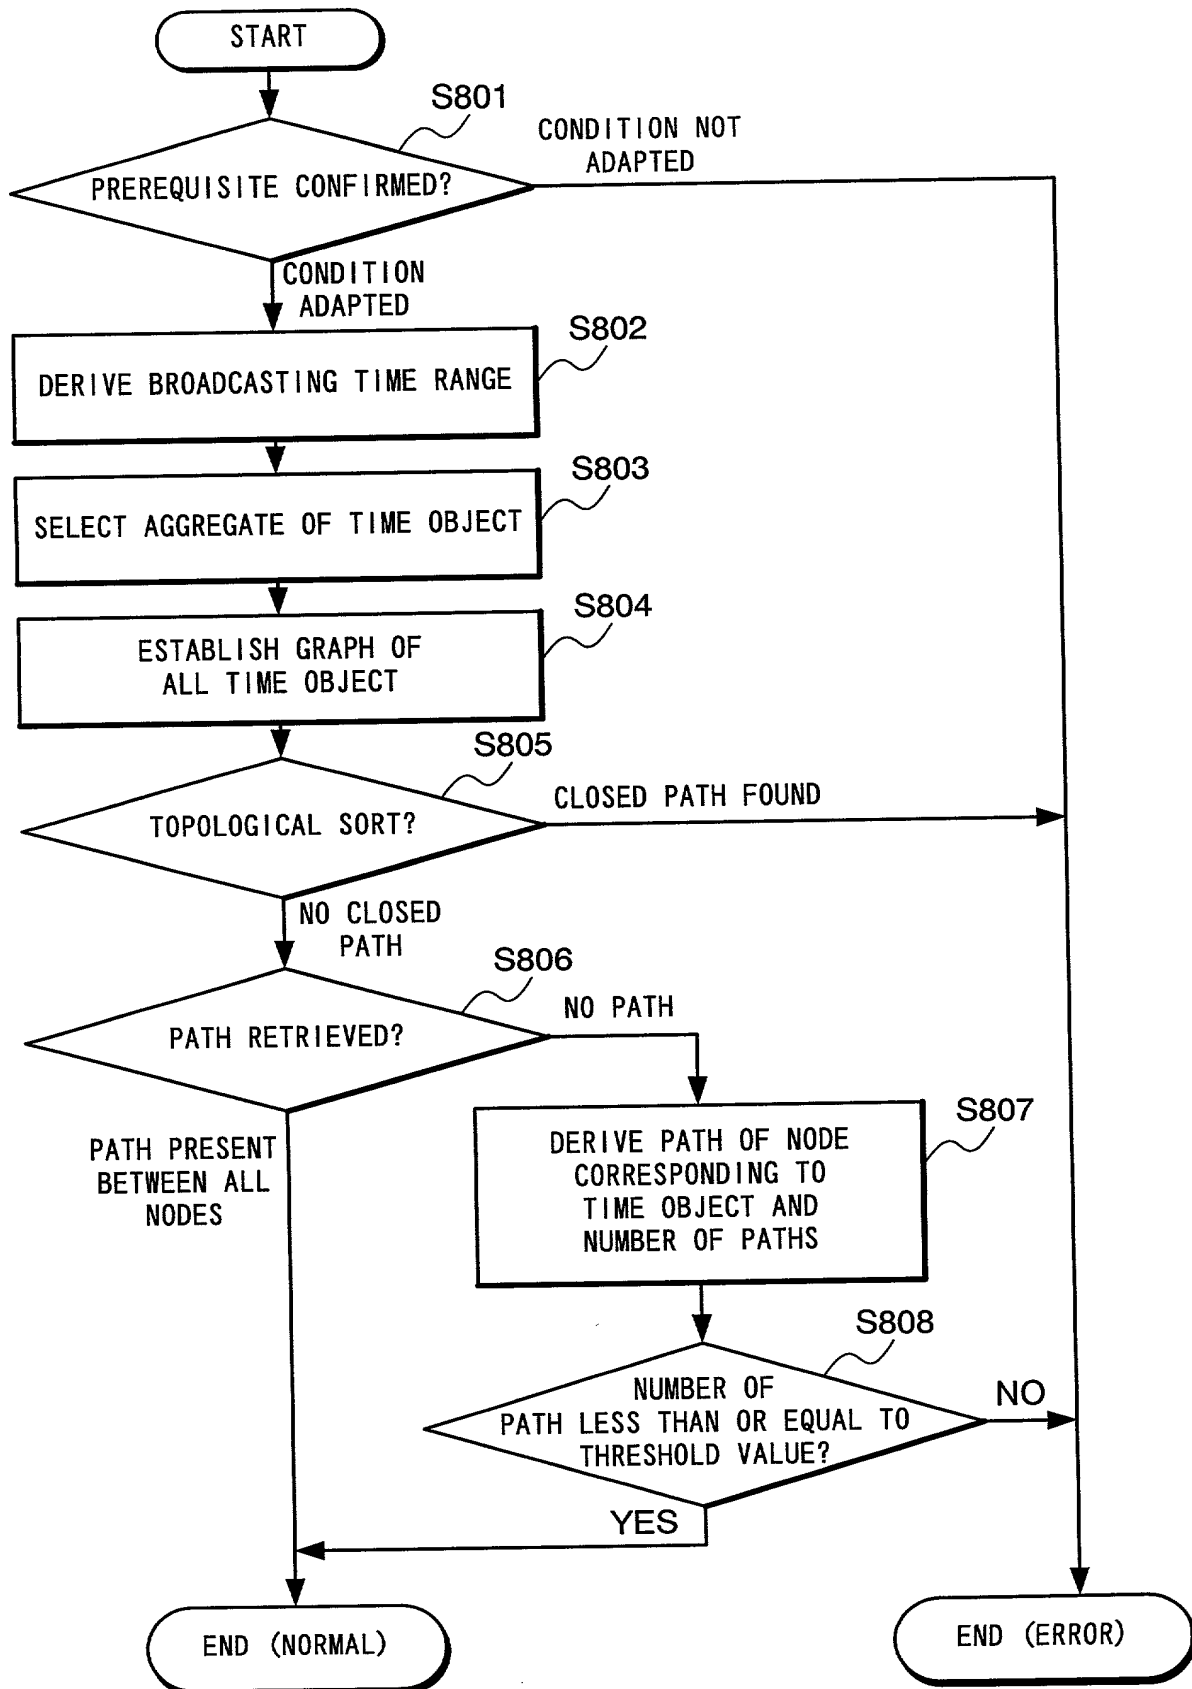 START
S801
CONDITION NOT
ADAPTED
PREREQUISITE CONFIRMED?
CONDITION
ADAPTED
S802
DERIVE BROADCASTING TIME RANGE
S803
SELECT AGGREGATE OF TIME OBJECT
S804
ESTABLISH GRAPH OF
ALL TIME OBJECT
S805
CLOSED PATH FOUND
TOPOLOGICAL SORT?
NO CLOSED
PATH
S806
NO PATH
PATH RETRIEVED?
S807
PATH PRESENT
BETWEEN ALL
NODES
DERIVE PATH OF NODE
CORRESPONDING TO
TIME OBJECT AND
NUMBER OF PATHS
S808
NUMBER OF
PATH LESS THAN OR EQUAL TO
THRESHOLD VALUE?
NO
YES
END (NORMAL)
END (ERROR)